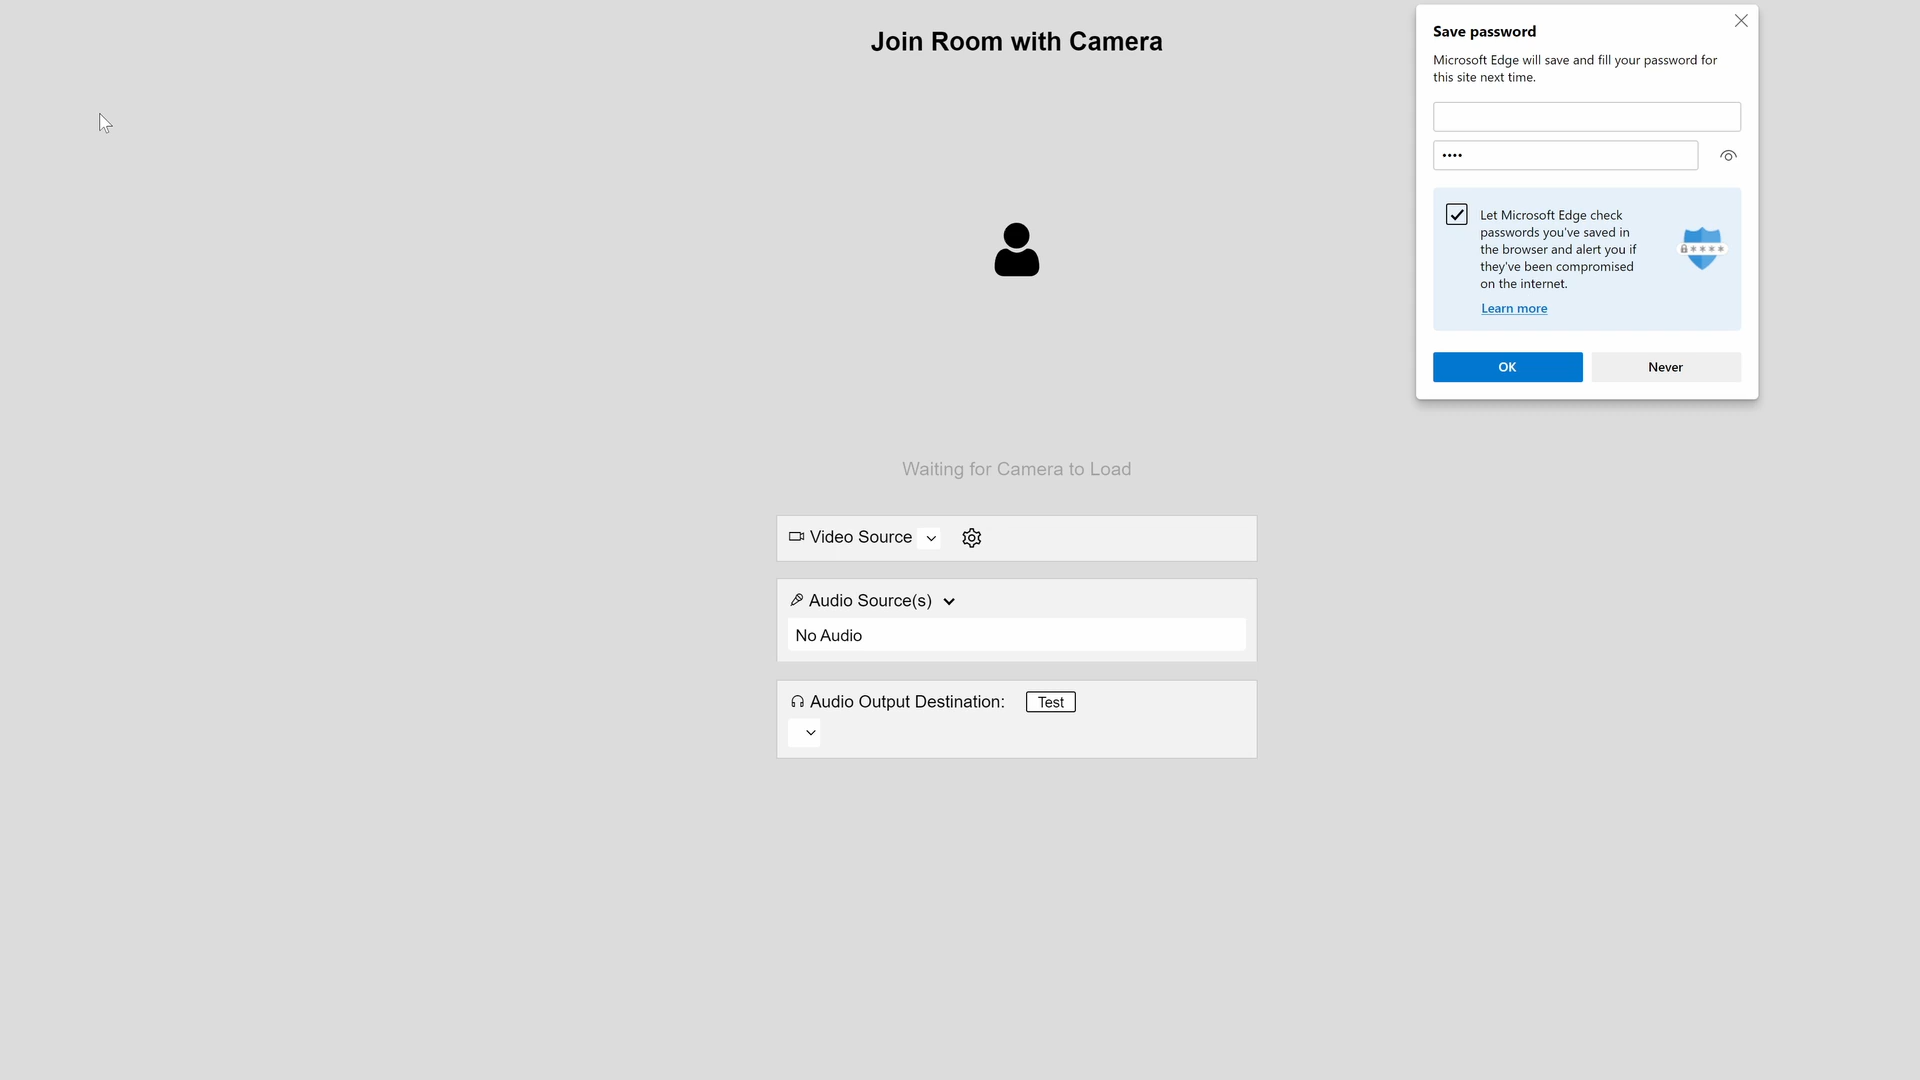 Join Room with Camera
Save password
Microsoft Edge will save and fill your password for
this site next time.
••••
Let Microsoft Edge check
passwords you've saved in
the browser and alert you if
they've been compromised
on the internet.
Learn more
OK
Never
Waiting for Camera to Load
Video Source
Audio Source(s)
No Audio
Audio Output Destination:
Test